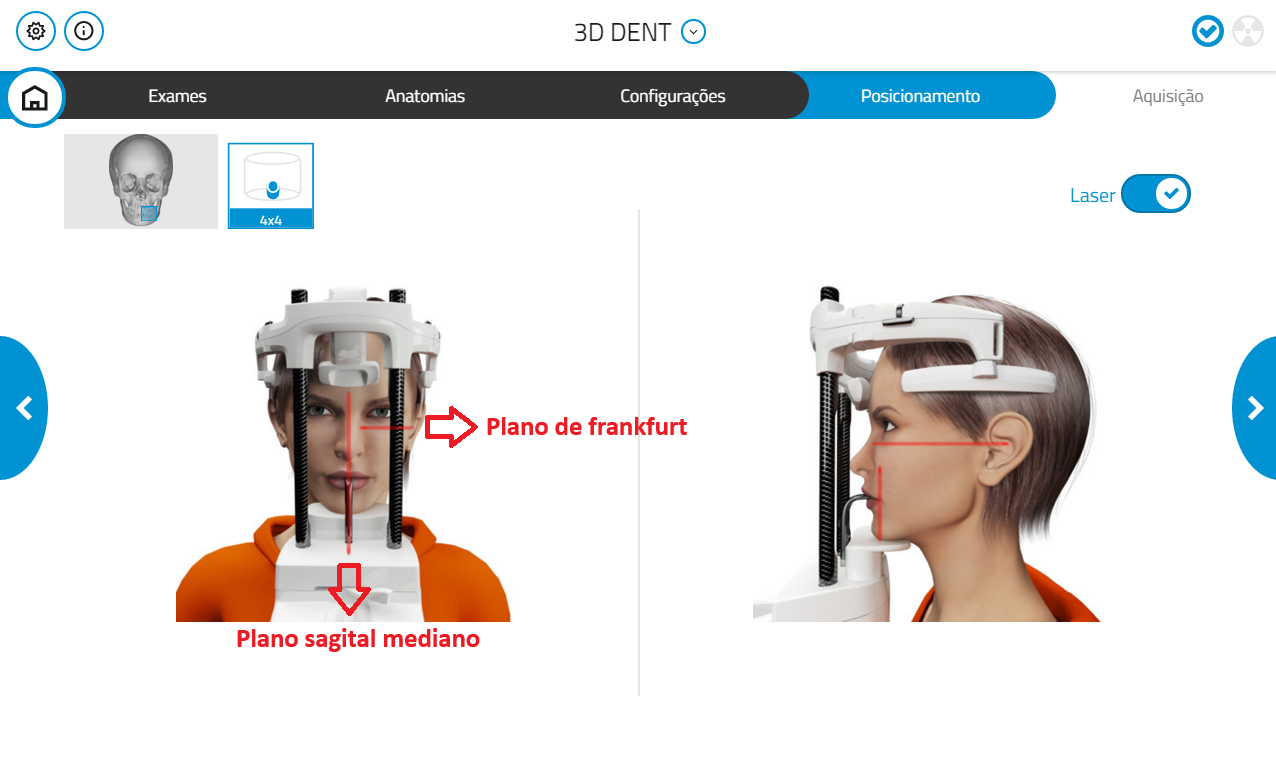 3D DENT
Exames
Anatomias
Configurações
Posicionamento
Aquisição
4x4
Laser
Plano de frankfurt
Plano sagital mediano